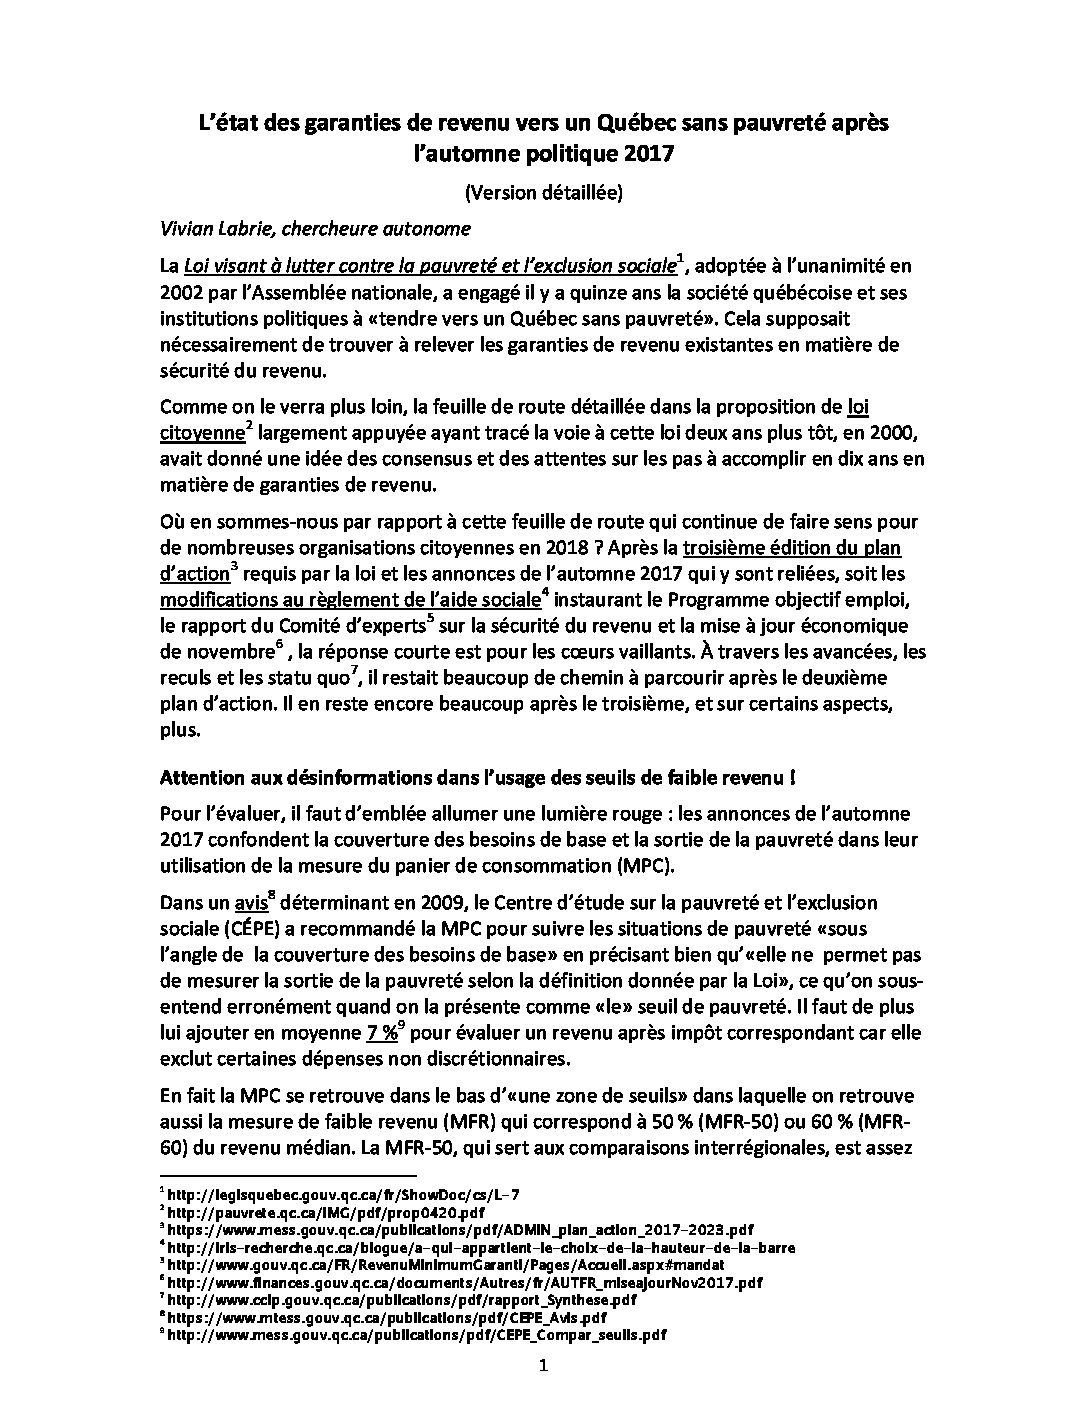 L’état des garanties de revenu vers un Québec sans pauvreté après
l’automne politique 2017
(Version détaillée)
Vivian Labrie, chercheure autonome
La Loi visant à lutter contre la pauvreté et l’exclusion sociale1, adoptée à l’unanimité en
2002 par l’Assemblée nationale, a engagé il y a quinze ans la société québécoise et ses
institutions politiques à «tendre vers un Québec sans pauvreté». Cela supposait
nécessairement de trouver à relever les garanties de revenu existantes en matière de
sécurité du revenu.
Comme on le verra plus loin, la feuille de route détaillée dans la proposition de loi
citoyenne2 largement appuyée ayant tracé la voie à cette loi deux ans plus tôt, en 2000,
avait donné une idée des consensus et des attentes sur les pas à accomplir en dix ans en
matière de garanties de revenu.
Où en sommes-nous par rapport à cette feuille de route qui continue de faire sens pour
de nombreuses organisations citoyennes en 2018 ? Après la troisième édition du plan
d’action3 requis par la loi et les annonces de l’automne 2017 qui y sont reliées, soit les
modifications au règlement de l’aide sociale4 instaurant le Programme objectif emploi,
le rapport du Comité d’experts5 sur la sécurité du revenu et la mise à jour économique
de novembre6 , la réponse courte est pour les cœurs vaillants. À travers les avancées, les
reculs et les statu quo7, il restait beaucoup de chemin à parcourir après le deuxième
plan d’action. Il en reste encore beaucoup après le troisième, et sur certains aspects,
plus.
Attention aux désinformations dans l’usage des seuils de faible revenu !
Pour l’évaluer, il faut d’emblée allumer une lumière rouge : les annonces de l’automne
2017 confondent la couverture des besoins de base et la sortie de la pauvreté dans leur
utilisation de la mesure du panier de consommation (MPC).
Dans un avis8 déterminant en 2009, le Centre d’étude sur la pauvreté et l’exclusion
sociale (CÉPE) a recommandé la MPC pour suivre les situations de pauvreté «sous
l’angle de  la couverture des besoins de base» en précisant bien qu’«elle ne  permet pas
de mesurer la sortie de la pauvreté selon la définition donnée par la Loi», ce qu’on sous-
entend erronément quand on la présente comme «le» seuil de pauvreté. Il faut de plus
lui ajouter en moyenne 7 %9 pour évaluer un revenu après impôt correspondant car elle
exclut certaines dépenses non discrétionnaires.
En fait la MPC se retrouve dans le bas d’«une zone de seuils» dans laquelle on retrouve
aussi la mesure de faible revenu (MFR) qui correspond à 50 % (MFR-50) ou 60 % (MFR-
60) du revenu médian. La MFR-50, qui sert aux comparaisons interrégionales, est assez
1 http://legisquebec.gouv.qc.ca/fr/ShowDoc/cs/L-7
2 http://pauvrete.qc.ca/IMG/pdf/prop0420.pdf
3 https://www.mess.gouv.qc.ca/publications/pdf/ADMIN_plan_action_2017-2023.pdf
4 http://iris-recherche.qc.ca/blogue/a-qui-appartient-le-choix-de-la-hauteur-de-la-barre
5 http://www.gouv.qc.ca/FR/RevenuMinimumGaranti/Pages/Accueil.aspx#mandat
6 http://www.finances.gouv.qc.ca/documents/Autres/fr/AUTFR_miseajourNov2017.pdf
7 http://www.cclp.gouv.qc.ca/publications/pdf/rapport_Synthese.pdf
8 https://www.mtess.gouv.qc.ca/publications/pdf/CEPE_Avis.pdf
9 http://www.mess.gouv.qc.ca/publications/pdf/CEPE_Compar_seuils.pdf
1